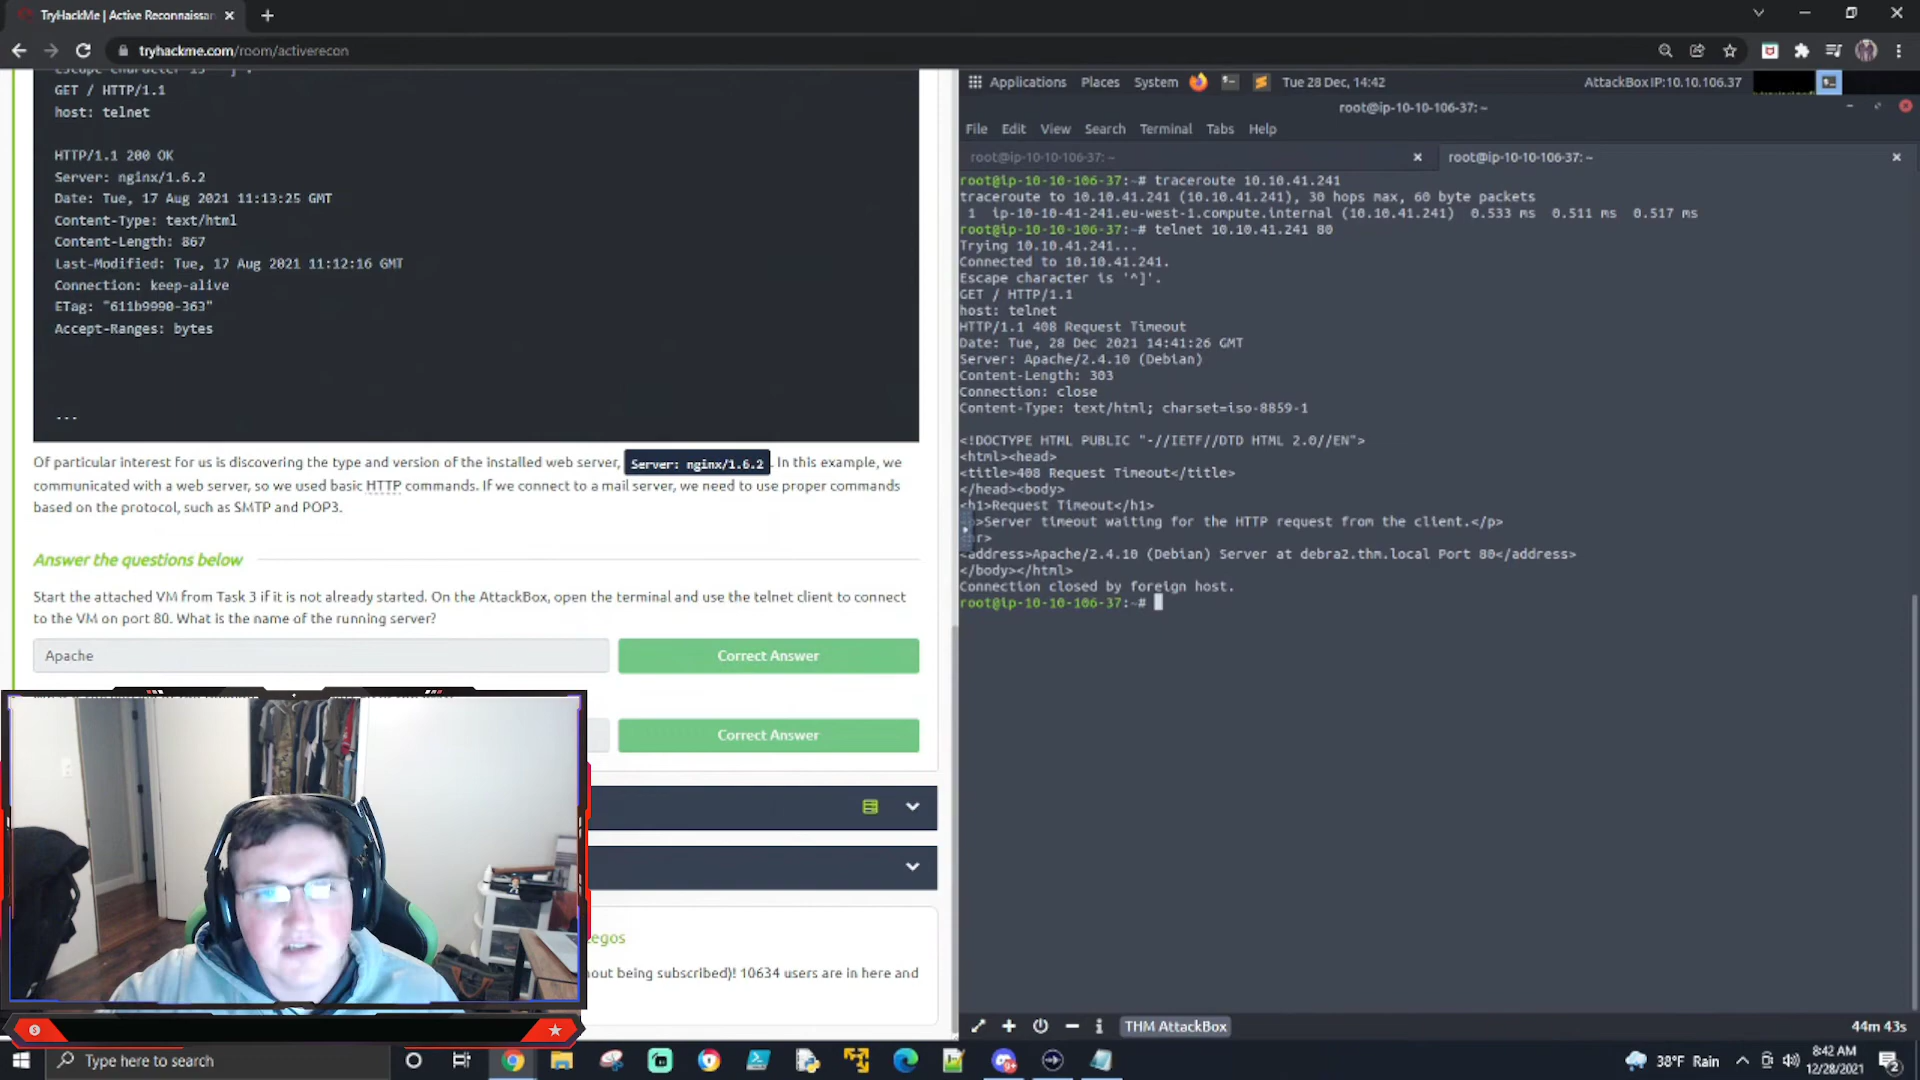 TryHackMe | Active Reconnaissan
tryhackme.com/room/activerecon
GET / HTTP/1.1
host: telnet
HTTP/1.1 200 OK
Server: nginx/1.6.2
Date: Tue, 17 Aug 2021 11:13:25 GMT
Content-Type: text/html
Content-Length: 867
Last-Modified: Tue, 17 Aug 2021 11:12:16 GMT
Connection: keep-alive
ETag: "611b9990-363"
Accept-Ranges: bytes
...
Of particular interest for us is discovering the type and version of the installed web server, Server: nginx/1.6.2 . In this example, we
communicated with a web server, so we used basic HTTP commands. If we connect to a mail server, we need to use proper commands
based on the protocol, such as SMTP and POP3.
Answer the questions below
Start the attached VM from Task 3 if it is not already started. On the AttackBox, open the terminal and use the telnet client to connect
to the VM on port 80. What is the name of the running server?
Apache
Correct Answer
Correct Answer
egos
out being subscribed)! 10634 users are in here and
Applications Places System Tue 28 Dec, 14:42 AttackBox IP:10.10.106.37
root@ip-10-10-106-37: ~
File Edit View Search Terminal Tabs Help
root@ip-10-10-106-37: ~
root@ip-10-10-106-37: ~
root@ip-10-10-106-37:~# traceroute 10.10.41.241
traceroute to 10.10.41.241 (10.10.41.241), 30 hops max, 60 byte packets
1 ip-10-10-41-241.eu-west-1.compute.internal (10.10.41.241) 0.533 ms 0.511 ms 0.517 ms
root@ip-10-10-106-37:~# telnet 10.10.41.241 80
Trying 10.10.41.241...
Connected to 10.10.41.241.
Escape character is '^]'.
GET / HTTP/1.1
host: telnet
HTTP/1.1 408 Request Timeout
Date: Tue, 28 Dec 2021 14:41:26 GMT
Server: Apache/2.4.10 (Debian)
Content-Length: 303
Connection: close
Content-Type: text/html; charset=iso-8859-1
<!DOCTYPE HTML PUBLIC "-//IETF//DTD HTML 2.0//EN">
<html><head>
<title>408 Request Timeout</title>
</head><body>
<h1>Request Timeout</h1>
>Server timeout waiting for the HTTP request from the client.</p>
r>
<address>Apache/2.4.10 (Debian) Server at debra2.thm.local Port 80</address>
</body></html>
Connection closed by foreign host.
root@ip-10-10-106-37:~#
THM AttackBox
44m 43s
Type here to search
38°F Rain
8:42 AM
12/28/2021
2